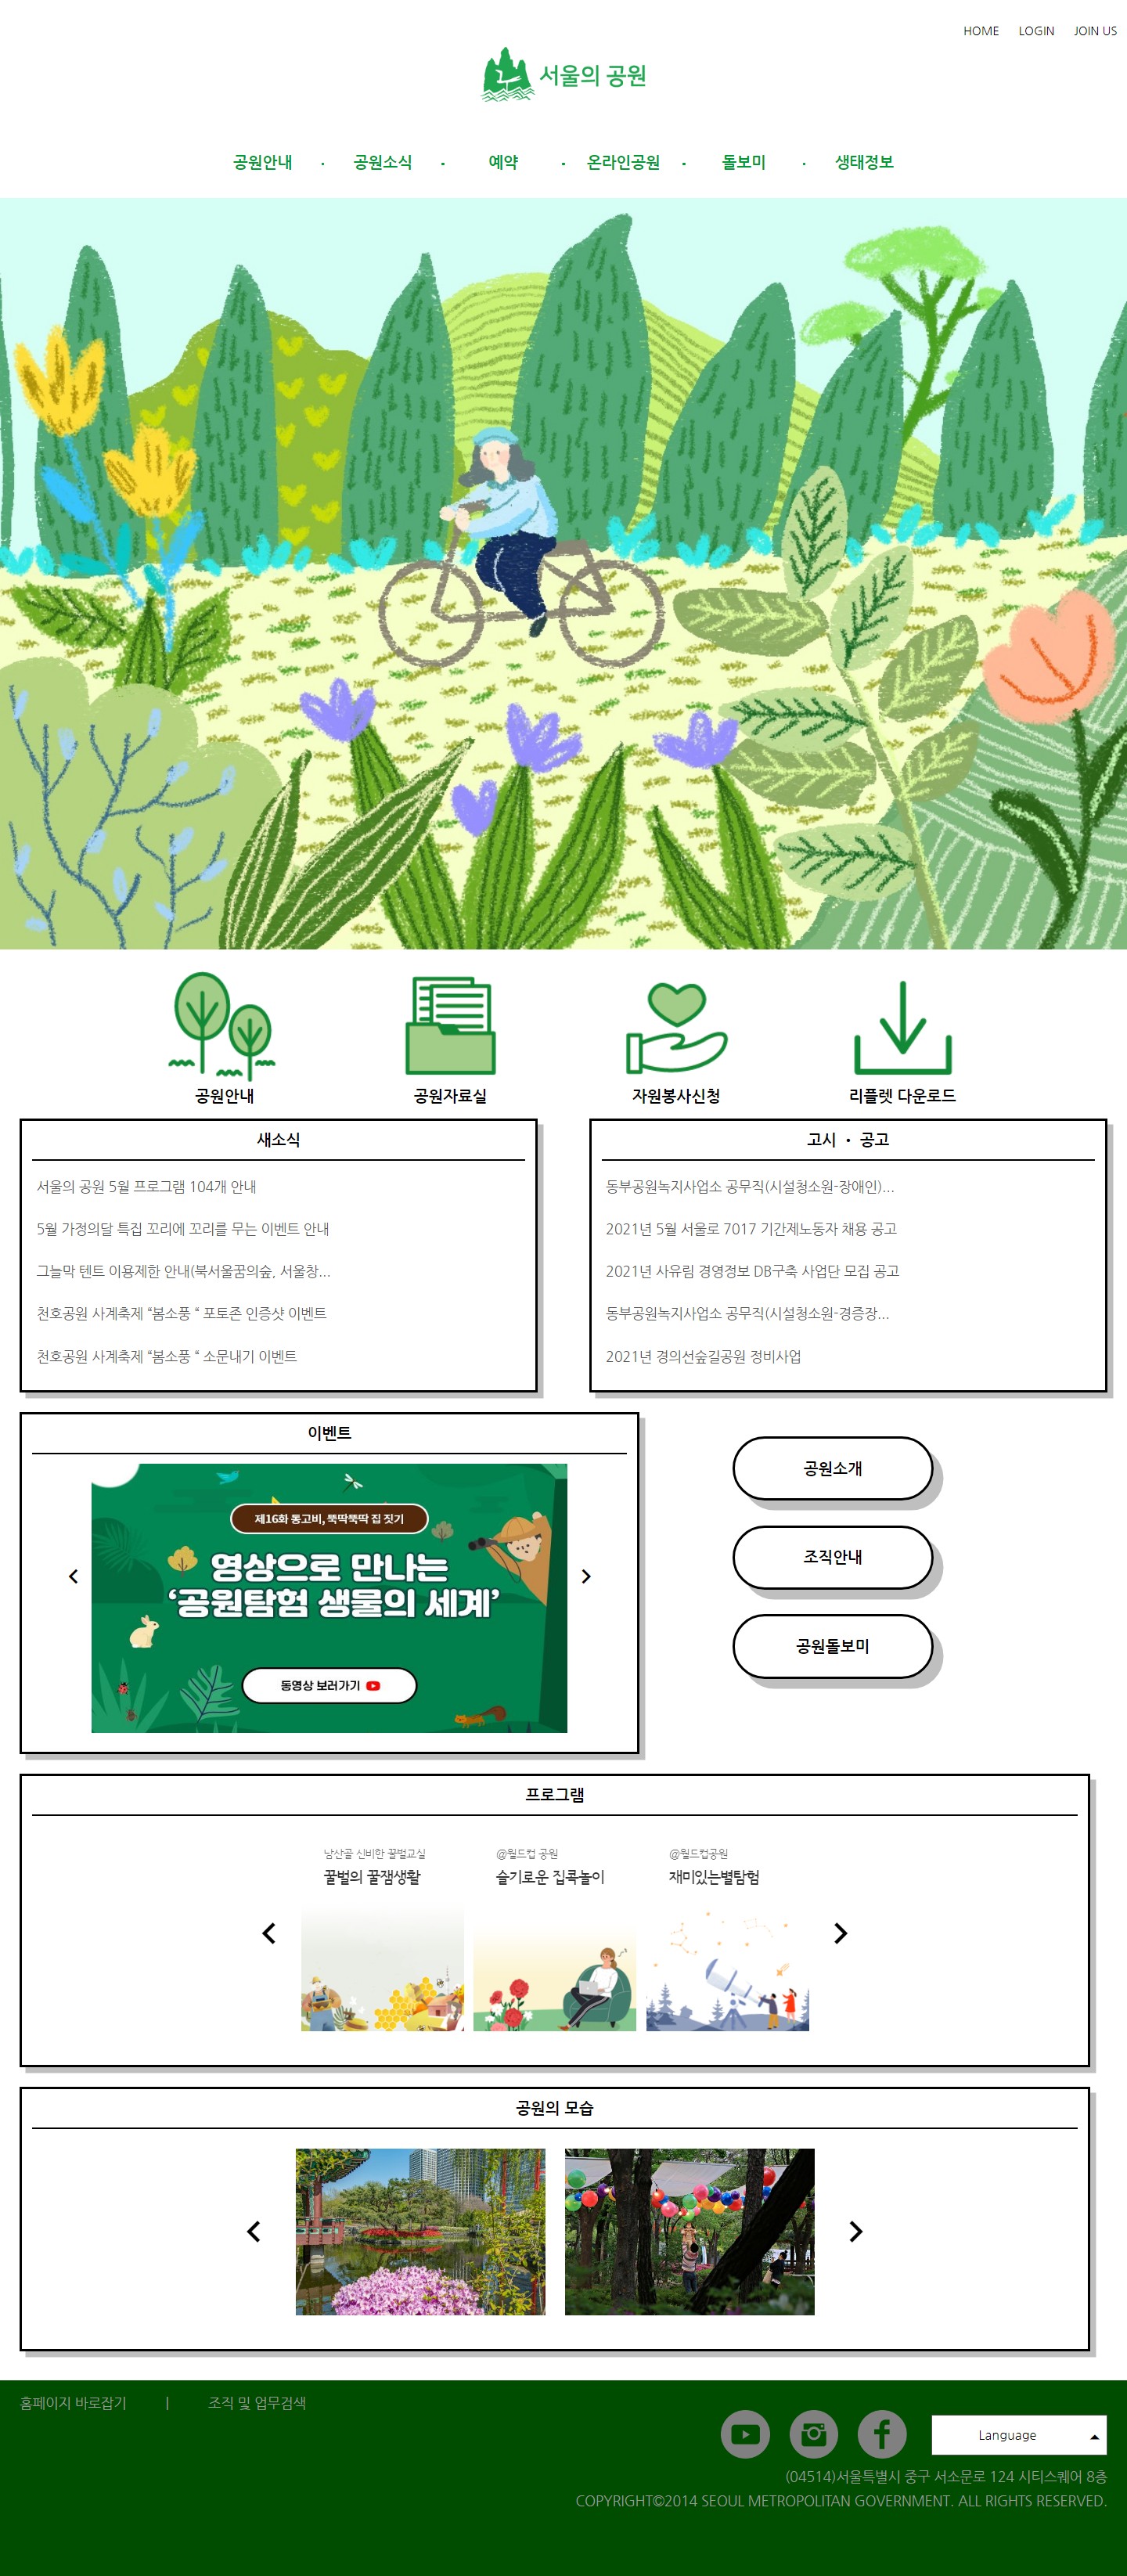 HOME LOGIN JOIN US
서울의 공원
공원안내 · 공원소식 · 예약 · 온라인공원 · 돌보미 · 생태정보
공원안내 공원자료실 자원봉사신청 리플렛 다운로드
새소식
서울의 공원 5월 프로그램 104개 안내
5월 가정의달 특집 꼬리에 꼬리를 무는 이벤트 안내
그늘막 텐트 이용제한 안내(북서울꿈의숲, 서울창...
천호공원 사계축제 “봄소풍 “ 포토존 인증샷 이벤트
천호공원 사계축제 “봄소풍 “ 소문내기 이벤트
고시 · 공고
동부공원녹지사업소 공무직(시설청소원-장애인)...
2021년 5월 서울로 7017 기간제노동자 채용 공고
2021년 사유림 경영정보 DB구축 사업단 모집 공고
동부공원녹지사업소 공무직(시설청소원-경증장...
2021년 경의선숲길공원 정비사업
이벤트
제16화 동고비, 뚝딱뚝딱 집 짓기
영상으로 만나는
‘공원탐험 생물의 세계’
동영상 보러가기
공원소개
조직안내
공원돌보미
프로그램
남산골 신비한 꿀벌교실
꿀벌의 꿀잼생활
@월드컵 공원
슬기로운 집콕놀이
@월드컵공원
재미있는별탐험
공원의 모습
홈페이지 바로잡기 | 조직 및 업무검색
Language
(04514)서울특별시 중구 서소문로 124 시티스퀘어 8층
COPYRIGHT©2014 SEOUL METROPOLITAN GOVERNMENT. ALL RIGHTS RESERVED.